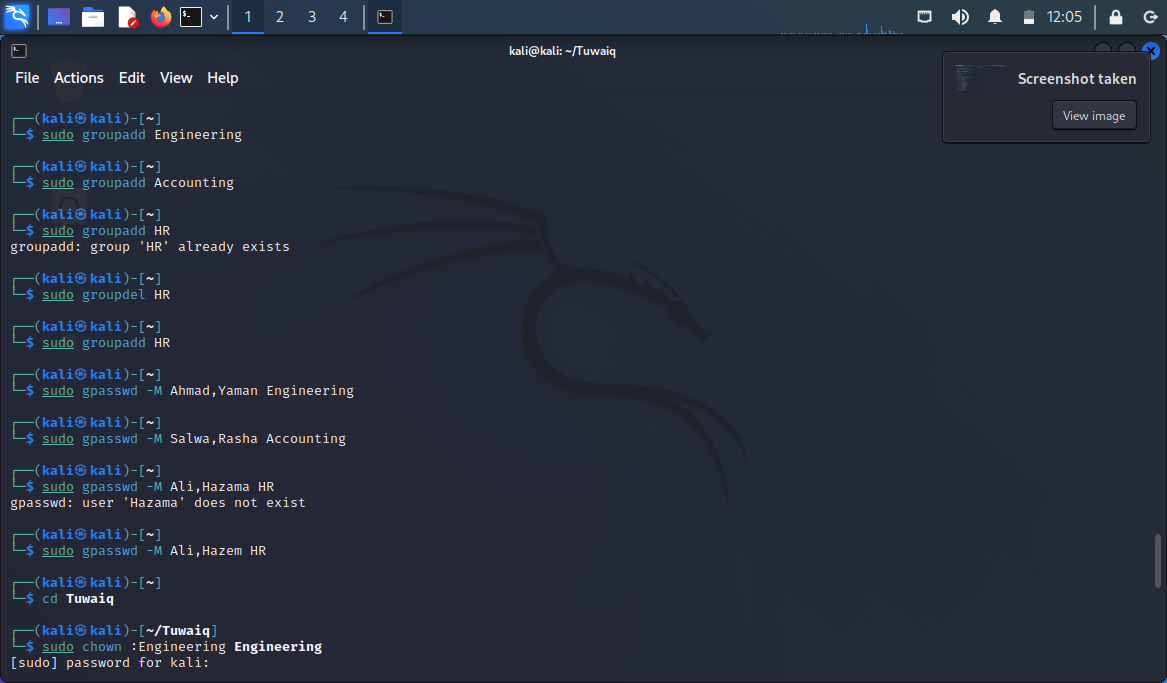 1 2 3 4 12:05
kali@kali: ~/Tuwaiq
File Actions Edit View Help
Screenshot taken
View image
┌──(kali㉿kali)-[~]
└─$ sudo groupadd Engineering
┌──(kali㉿kali)-[~]
└─$ sudo groupadd Accounting
┌──(kali㉿kali)-[~]
└─$ sudo groupadd HR
groupadd: group 'HR' already exists
┌──(kali㉿kali)-[~]
└─$ sudo groupdel HR
┌──(kali㉿kali)-[~]
└─$ sudo groupadd HR
┌──(kali㉿kali)-[~]
└─$ sudo gpasswd -M Ahmad,Yaman Engineering
┌──(kali㉿kali)-[~]
└─$ sudo gpasswd -M Salwa,Rasha Accounting
┌──(kali㉿kali)-[~]
└─$ sudo gpasswd -M Ali,Hazama HR
gpasswd: user 'Hazama' does not exist
┌──(kali㉿kali)-[~]
└─$ sudo gpasswd -M Ali,Hazem HR
┌──(kali㉿kali)-[~]
└─$ cd Tuwaiq
┌──(kali㉿kali)-[~/Tuwaiq]
└─$ sudo chown :Engineering Engineering
[sudo] password for kali: